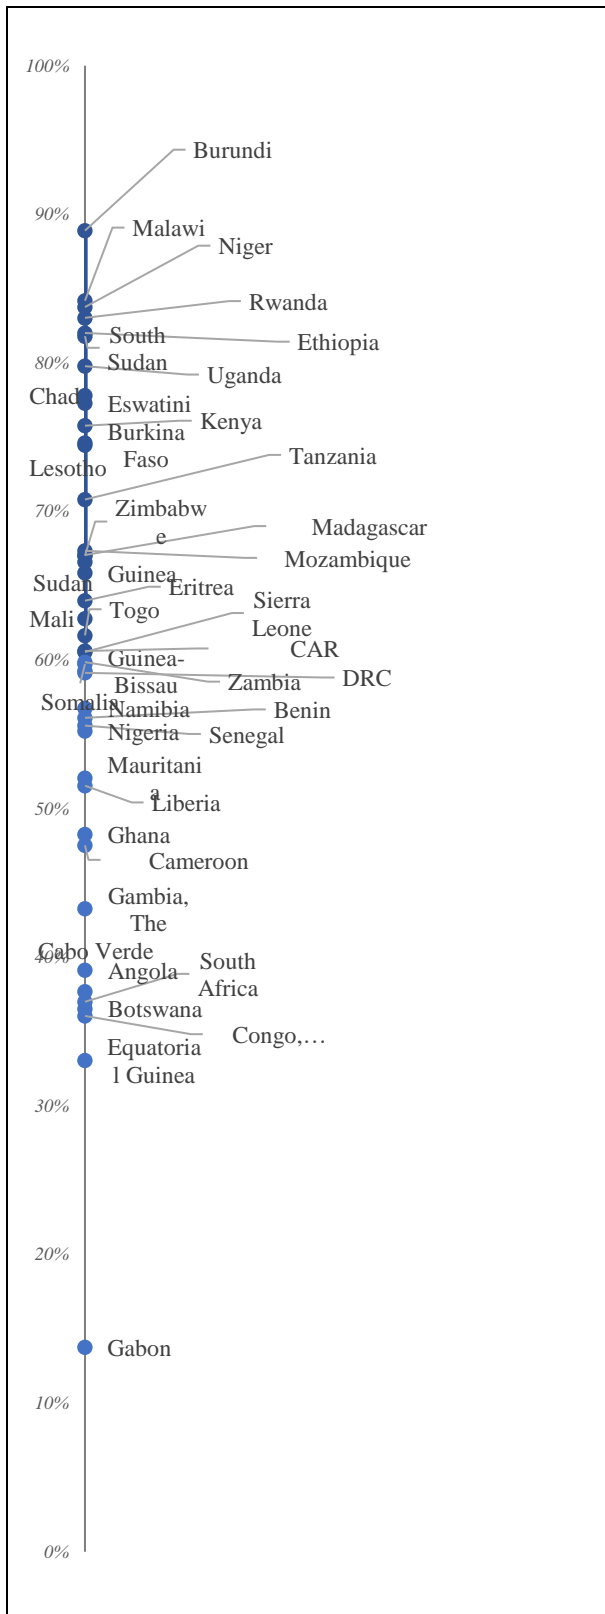 100%
Burundi
90%
Malawi
Niger
Rwanda
South
Sudan
Ethiopia
80%
Uganda
Chad
Eswatini
Kenya
Burkina
Faso
Lesotho
Tanzania
70%
Zimbabw
e
Madagascar
Mozambique
Guinea
Sudan
Eritrea
Sierra
Leone
Togo
Mali
CAR
60%
Guinea-
Bissau
DRC
Zambia
Somalia
Namibia
Benin
Nigeria
Senegal
Mauritani
a
Liberia
50%
Ghana
Cameroon
Gambia,
The
Cabo Verde
40%
Angola
South
Africa
Botswana
Congo,…
Equatoria
l Guinea
30%
20%
Gabon
10%
0%